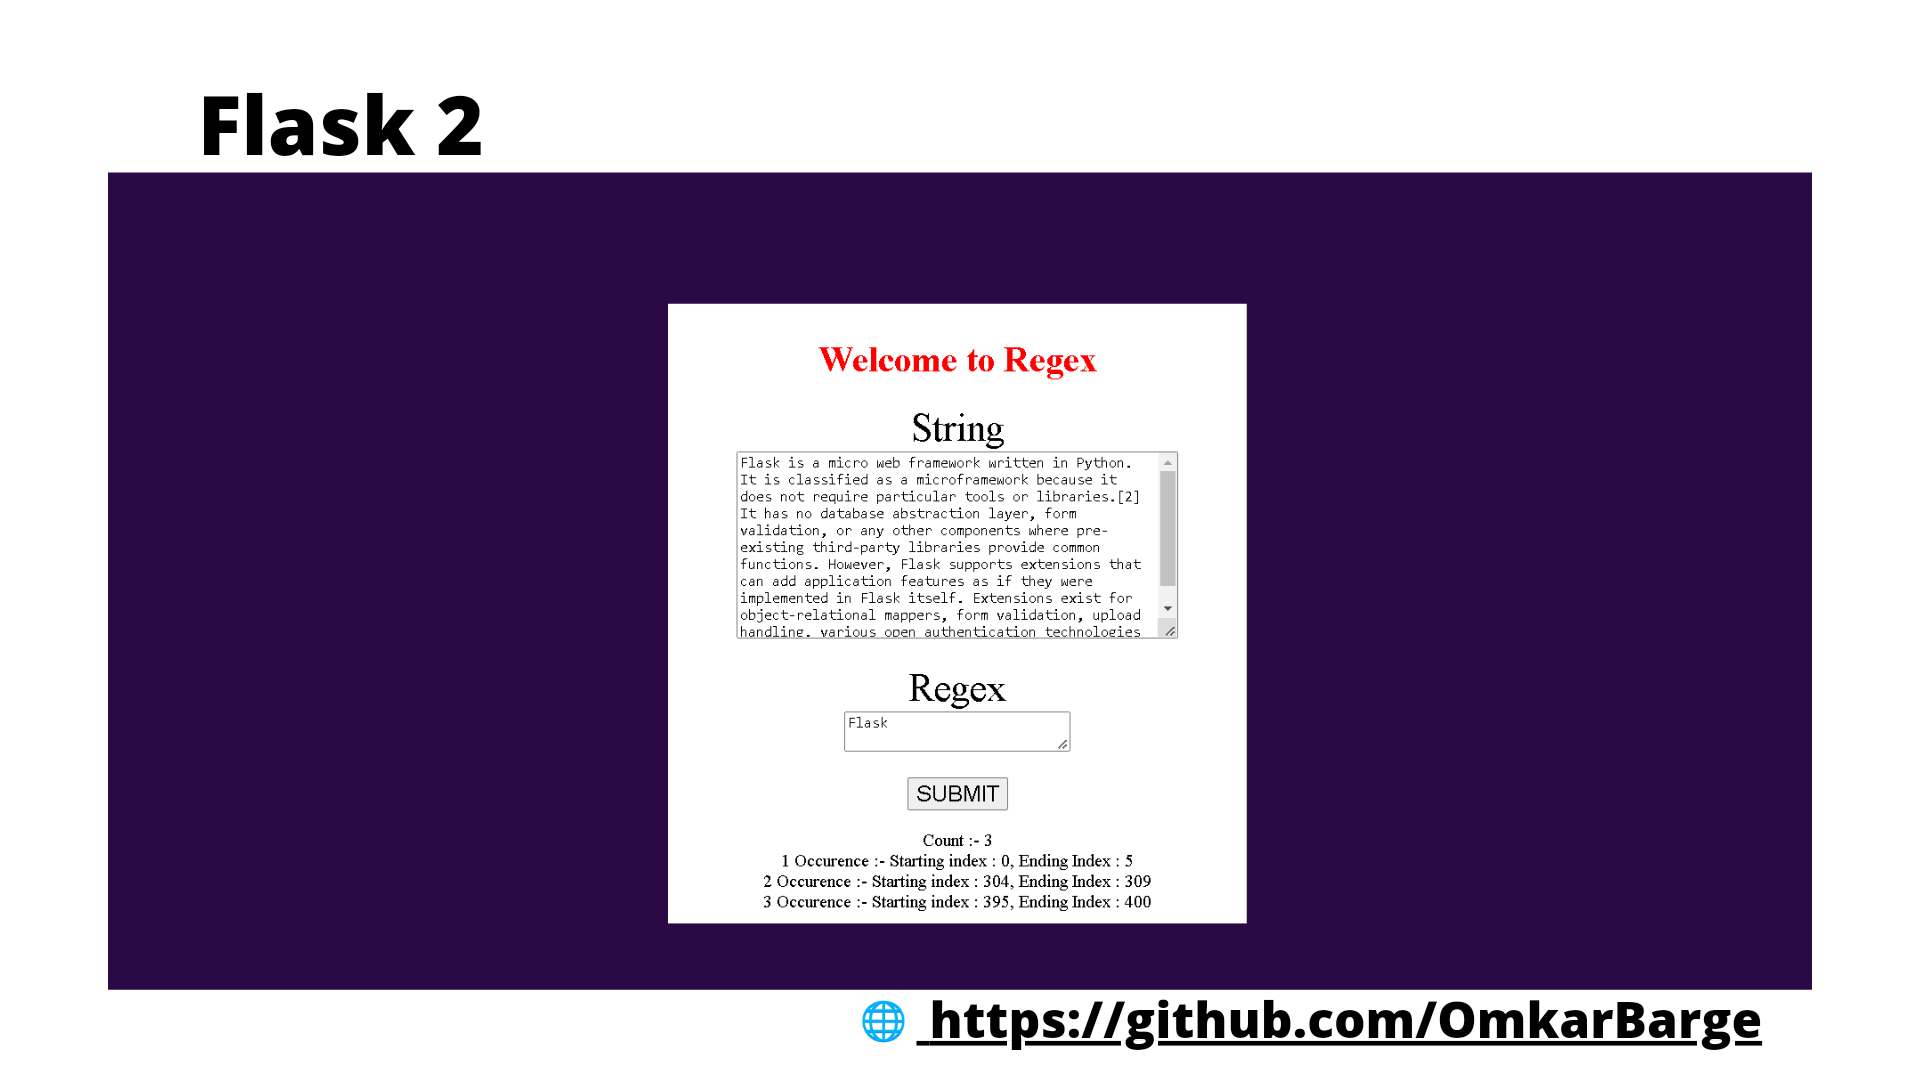 Flask 2
Welcome to Regex
String
Flask is a micro web framework written in Python.
It is classified as a microframework because it
does not require particular tools or libraries.[2]
It has no database abstraction layer, form
validation, or any other components where pre-
existing third-party libraries provide common
functions. However, Flask supports extensions that
can add application features as if they were
implemented in Flask itself. Extensions exist for
object-relational mappers, form validation, upload
handling, various open authentication technologies
Regex
Flask
SUBMIT
Count :- 3
1 Occurence :- Starting index : 0, Ending Index : 5
2 Occurence :- Starting index : 304, Ending Index : 309
3 Occurence :- Starting index : 395, Ending Index : 400
https://github.com/OmkarBarge